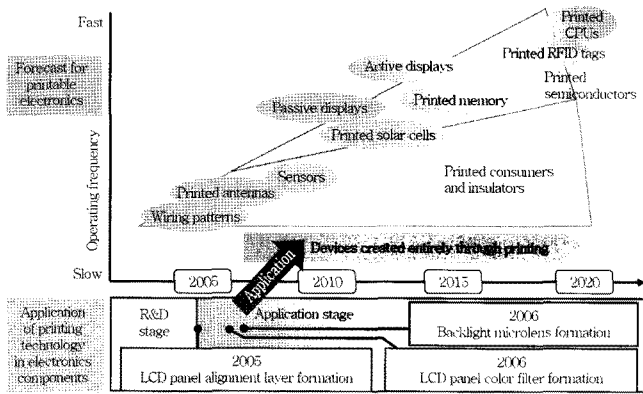 Fast
Printed
CPUs
Printed RFID tags
Active displays
Forecast for
printable
electronics
Printed
semiconductors
Passive displays
Printed memory
Printed solar cells
Operating frequency
Sensors
Printed consumers
and insulators
Printed antennas
Wiring patterns
Devices created entirely through printing
Slow
2005
2010
2015
2020
Application
Application
of printing
technology
in electronics
components
R&D
stage
Application stage
2006
Backlight microlens formation
2005
LCD panel alignment layer formation
2006
LCD panel color filter formation